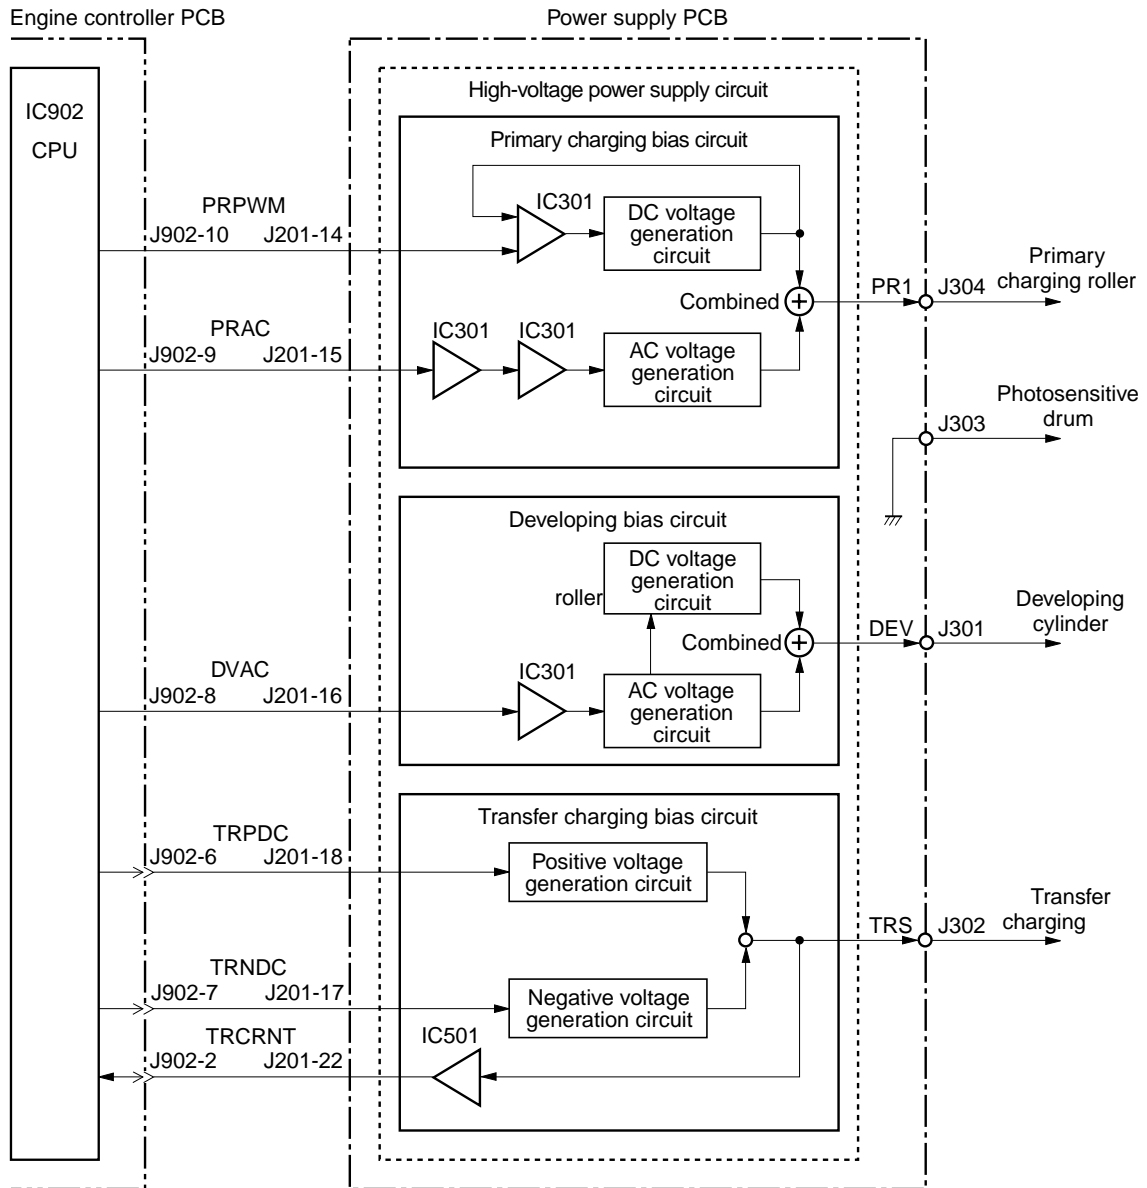 Engine controller PCB
Power supply PCB
IC902
CPU
High-voltage power supply circuit
Primary charging bias circuit
PRPWM
J902-10 J201-14
IC301
DC voltage
generation
circuit
Combined
PR1
J304
Primary
charging roller
PRAC
J902-9 J201-15
IC301
IC301
AC voltage
generation
circuit
J303
Photosensitive
drum
Developing bias circuit
DC voltage
generation
circuit
roller
Combined
DEV
J301
Developing
cylinder
DVAC
J902-8 J201-16
IC301
AC voltage
generation
circuit
Transfer charging bias circuit
TRPDC
J902-6 J201-18
Positive voltage
generation circuit
TRS
J302
Transfer
charging
TRNDC
J902-7 J201-17
Negative voltage
generation circuit
TRCRNT
J902-2 J201-22
IC501